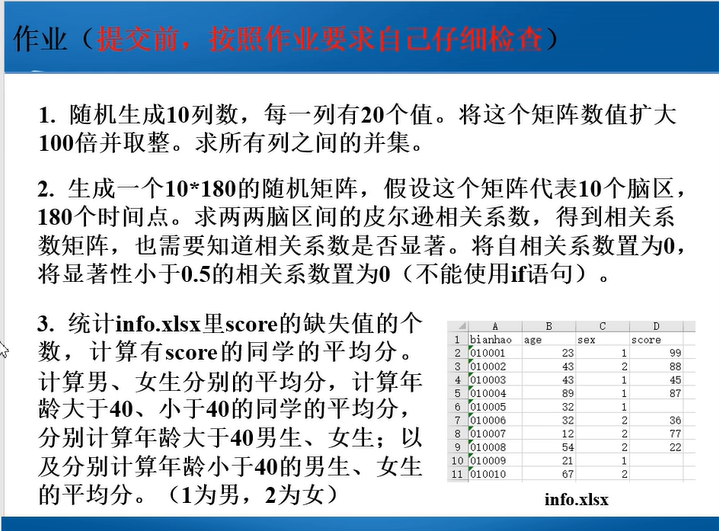 作业（提交前，按照作业要求自己仔细检查）
1. 随机生成10列数，每一列有20个值。将这个矩阵数值扩大
100倍并取整。求所有列之间的并集。
2. 生成一个10*180的随机矩阵，假设这个矩阵代表10个脑区，
180个时间点。求两两脑区间的皮尔逊相关系数，得到相关系
数矩阵，也需要知道相关系数是否显著。将自相关系数置为0，
将显著性小于0.5的相关系数置为0（不能使用if语句）。
3. 统计info.xlsx里score的缺失值的个
数，计算有score的同学的平均分。
计算男、女生分别的平均分，计算年
龄大于40、小于40的同学的平均分，
分别计算年龄大于40男生、女生；以
及分别计算年龄小于40的男生、女生
的平均分。（1为男，2为女）
A B C D
1 bianhao age sex score
2 010001 23 1 99
3 010002 43 2 88
4 010003 43 1 45
5 010004 89 1 87
6 010005 32 1
7 010006 32 2 36
8 010007 12 2 77
9 010008 54 2 22
10 010009 21 1
11 010010 67 2
info.xlsx